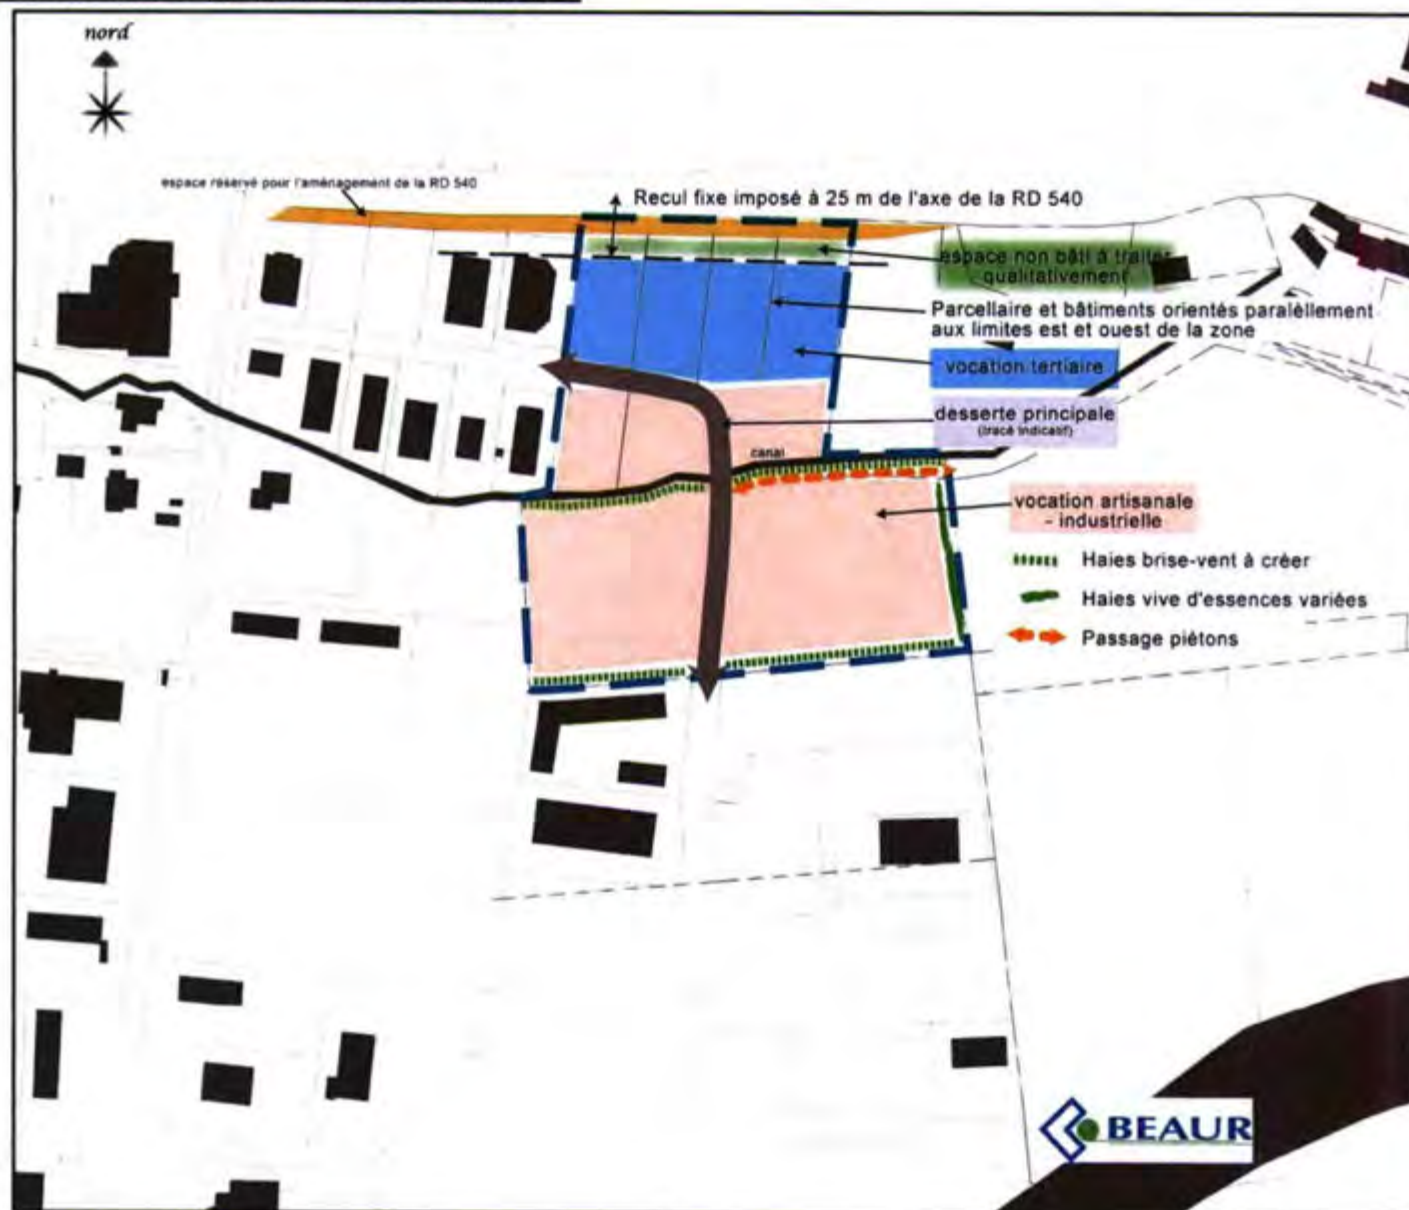 nord
espace réservé pour l'aménagement de la RD 540
Recul fixe imposé à 25 m de l'axe de la RD 540
espace non bâti à traiter
qualitativement
Parcellaire et bâtiments orientés paralèllement
aux limites est et ouest de la zone
vocation tertiaire
desserte principale
(tracé indicatif)
canal
vocation artisanale
- industrielle
Haies brise-vent à créer
Haies vive d'essences variées
Passage piétons
BEAUR